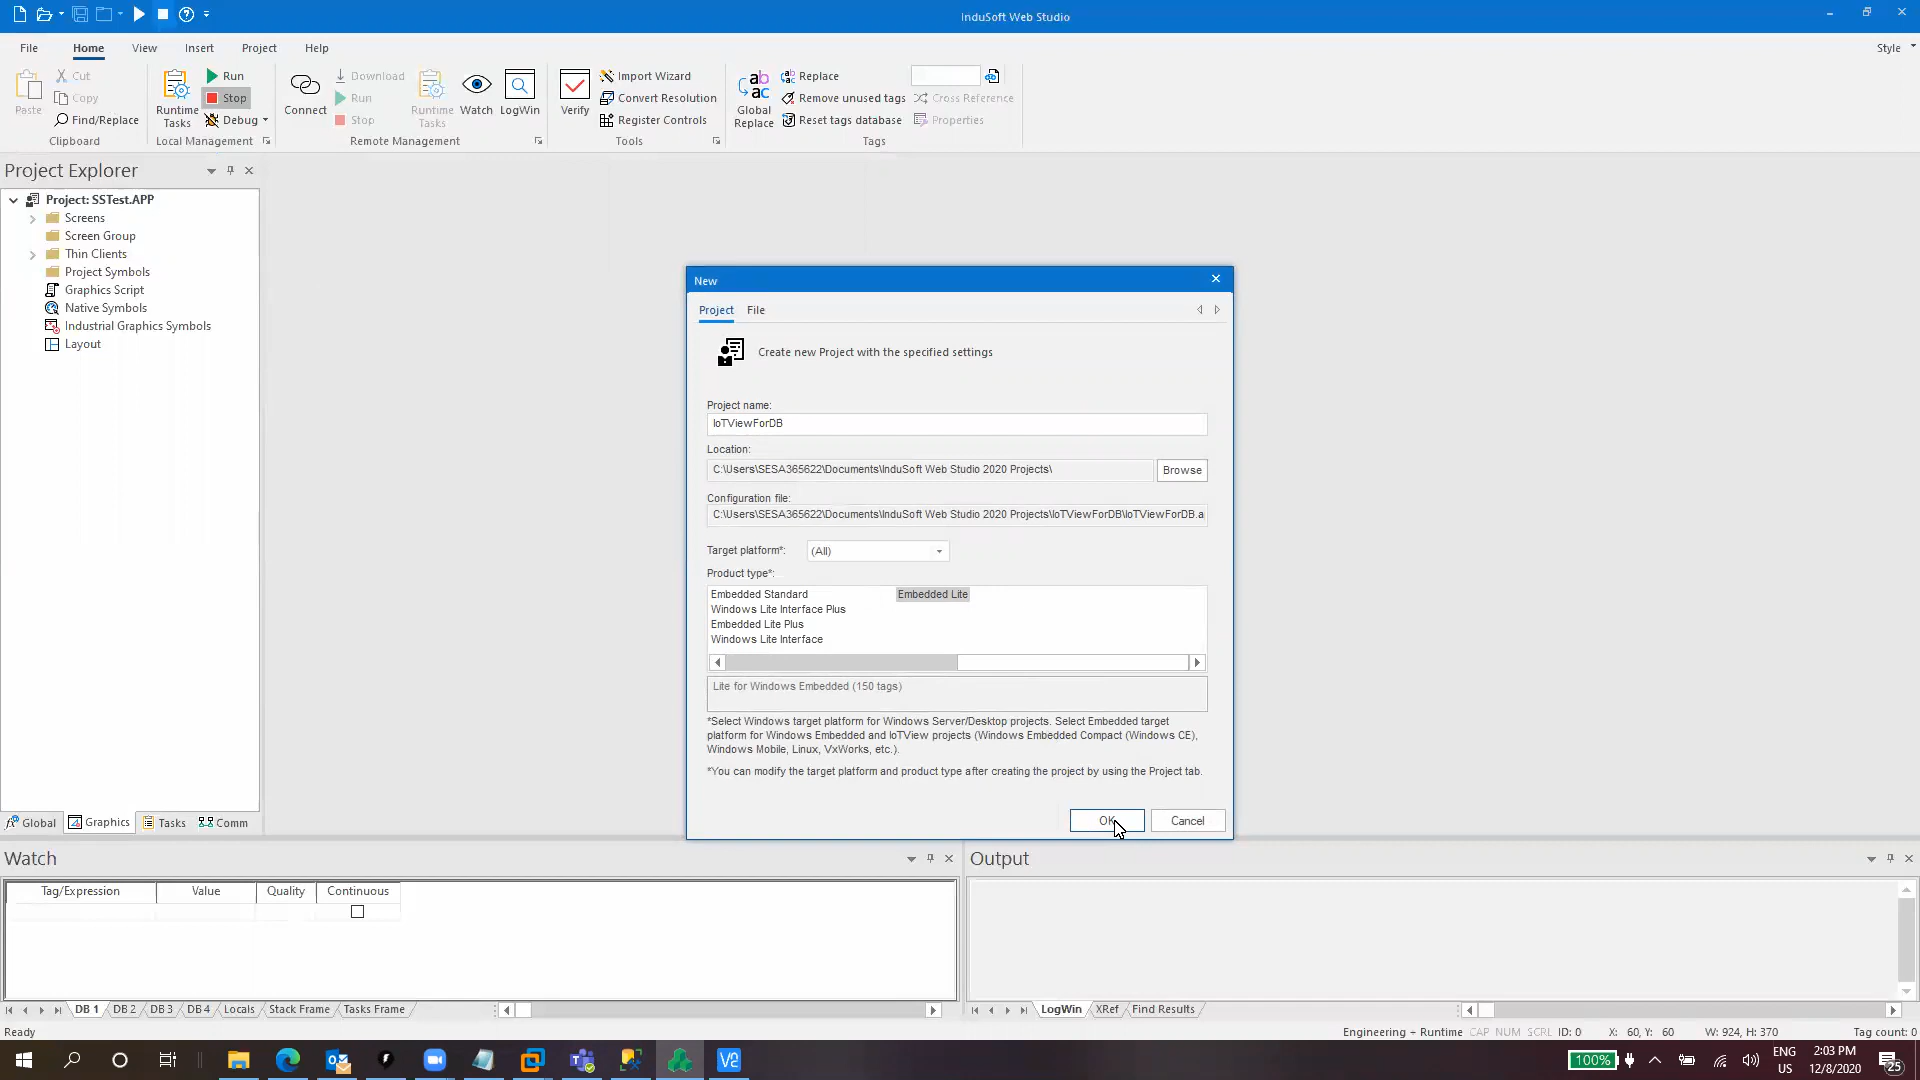 InduSoft Web Studio
File Home View Insert Project Help Style
Paste Cut Copy Find/Replace Clipboard
Runtime Tasks Run Stop Debug Local Management
Connect Download Run Stop Runtime Tasks Watch LogWin Remote Management
Verify Import Wizard Convert Resolution Register Controls Tools
Global Replace Replace Remove unused tags Reset tags database Cross Reference Properties Tags
Project Explorer
Project: SSTest.APP
Screens
Screen Group
Thin Clients
Project Symbols
Graphics Script
Native Symbols
Industrial Graphics Symbols
Layout
Global Graphics Tasks Comm
New
Project File
Create new Project with the specified settings
Project name:
IoTViewForDB
Location:
C:\Users\SESA365622\Documents\InduSoft Web Studio 2020 Projects\ Browse
Configuration file:
C:\Users\SESA365622\Documents\InduSoft Web Studio 2020 Projects\IoTViewForDB\IoTViewForDB.a
Target platform*: (All)
Product type*:
Embedded Standard Embedded Lite
Windows Lite Interface Plus
Embedded Lite Plus
Windows Lite Interface
Lite for Windows Embedded (150 tags)
*Select Windows target platform for Windows Server/Desktop projects. Select Embedded target
platform for Windows Embedded and IoTView projects (Windows Embedded Compact (Windows CE),
Windows Mobile, Linux, VxWorks, etc.).
*You can modify the target platform and product type after creating the project by using the Project tab.
OK Cancel
Watch
Tag/Expression Value Quality Continuous
DB 1 DB 2 DB 3 DB 4 Locals Stack Frame Tasks Frame
Output
LogWin XRef Find Results
Ready Engineering + Runtime CAP NUM SCRL ID: 0 X: 60, Y: 60 W: 924, H: 370 Tag count: 0
100% ENG US 2:03 PM 12/8/2020 25